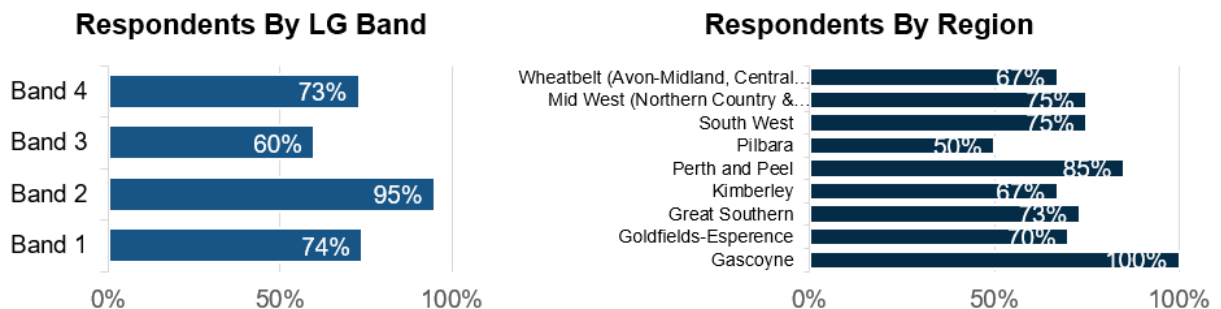 Respondents By LG Band
Band 4 73%
Band 3 60%
Band 2 95%
Band 1 74%
0% 50% 100%
Respondents By Region
Wheatbelt (Avon-Midland, Central... 67%
Mid West (Northern Country &... 75%
South West 75%
Pilbara 50%
Perth and Peel 85%
Kimberley 67%
Great Southern 73%
Goldfields-Esperence 70%
Gascoyne 100%
0% 50% 100%